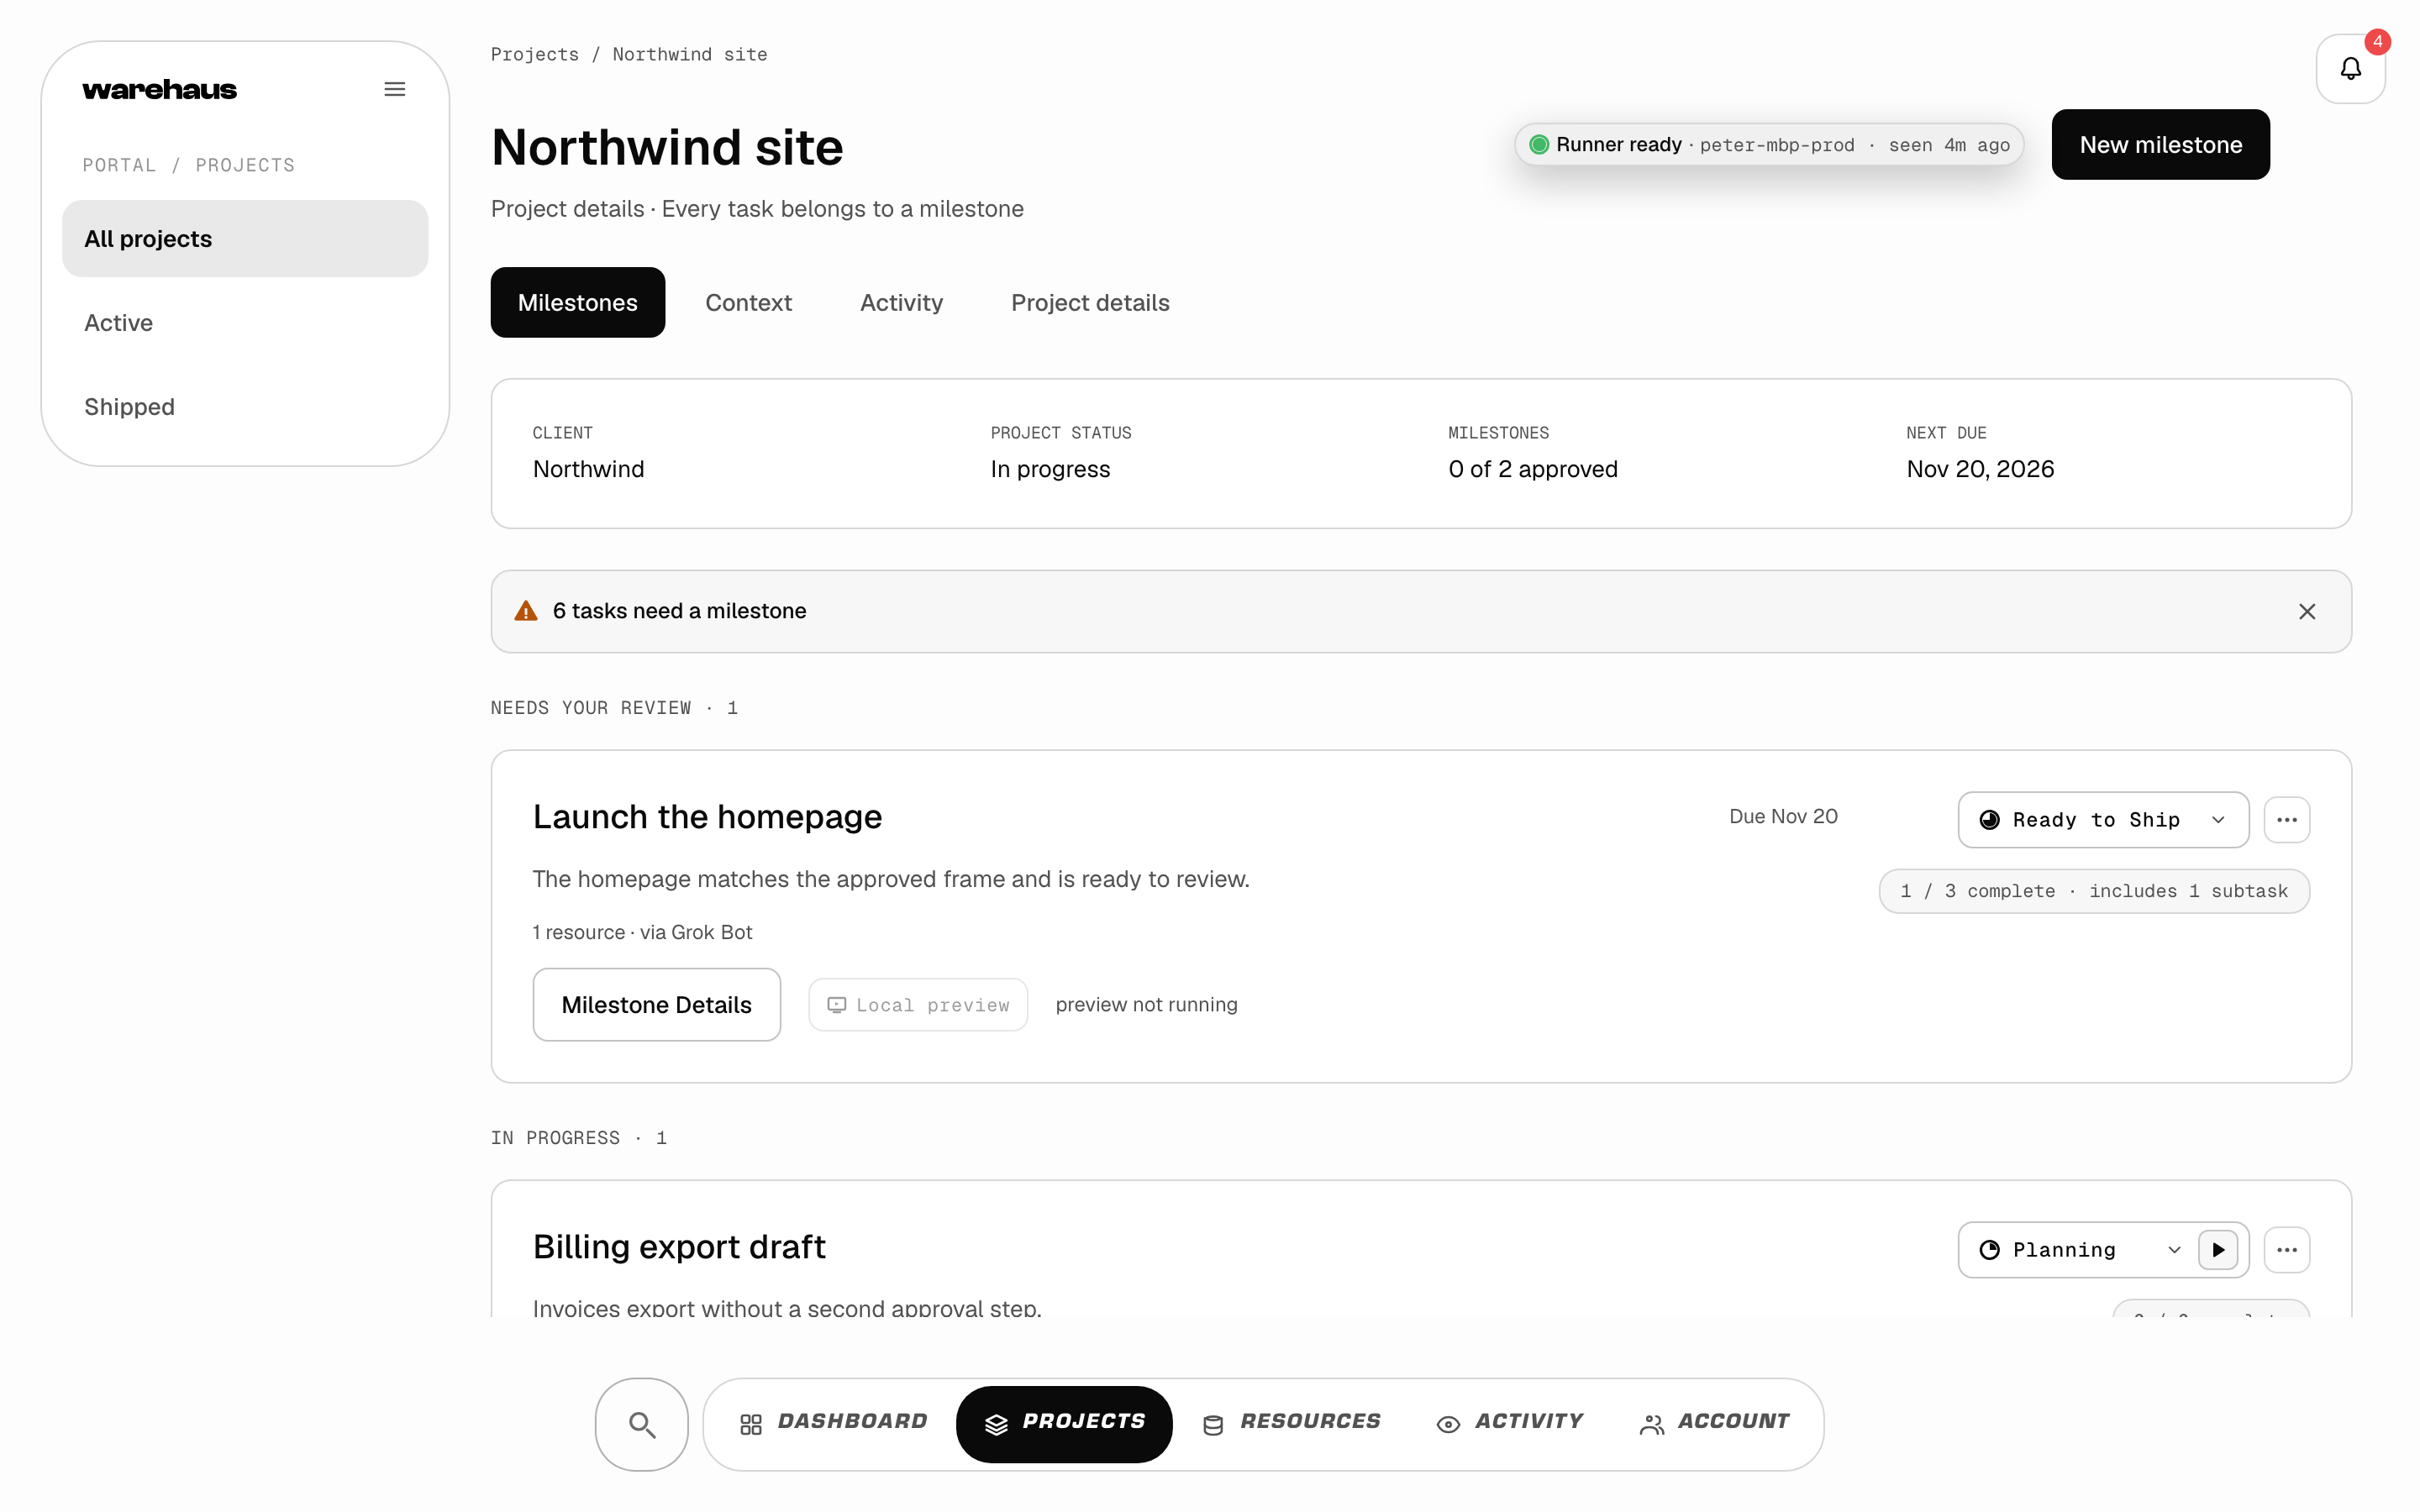 warehaus
PORTAL / PROJECTS
All projects
Active
Shipped
Projects / Northwind site
4
Northwind site
Runner ready · peter-mbp-prod · seen 4m ago
New milestone
Project details · Every task belongs to a milestone
Milestones
Context
Activity
Project details
CLIENT
Northwind
PROJECT STATUS
In progress
MILESTONES
0 of 2 approved
NEXT DUE
Nov 20, 2026
6 tasks need a milestone
NEEDS YOUR REVIEW · 1
Launch the homepage
Due Nov 20
Ready to Ship
The homepage matches the approved frame and is ready to review.
1 / 3 complete · includes 1 subtask
1 resource · via Grok Bot
Milestone Details
Local preview
preview not running
IN PROGRESS · 1
Billing export draft
Planning
Invoices export without a second approval step.
DASHBOARD
PROJECTS
RESOURCES
ACTIVITY
ACCOUNT